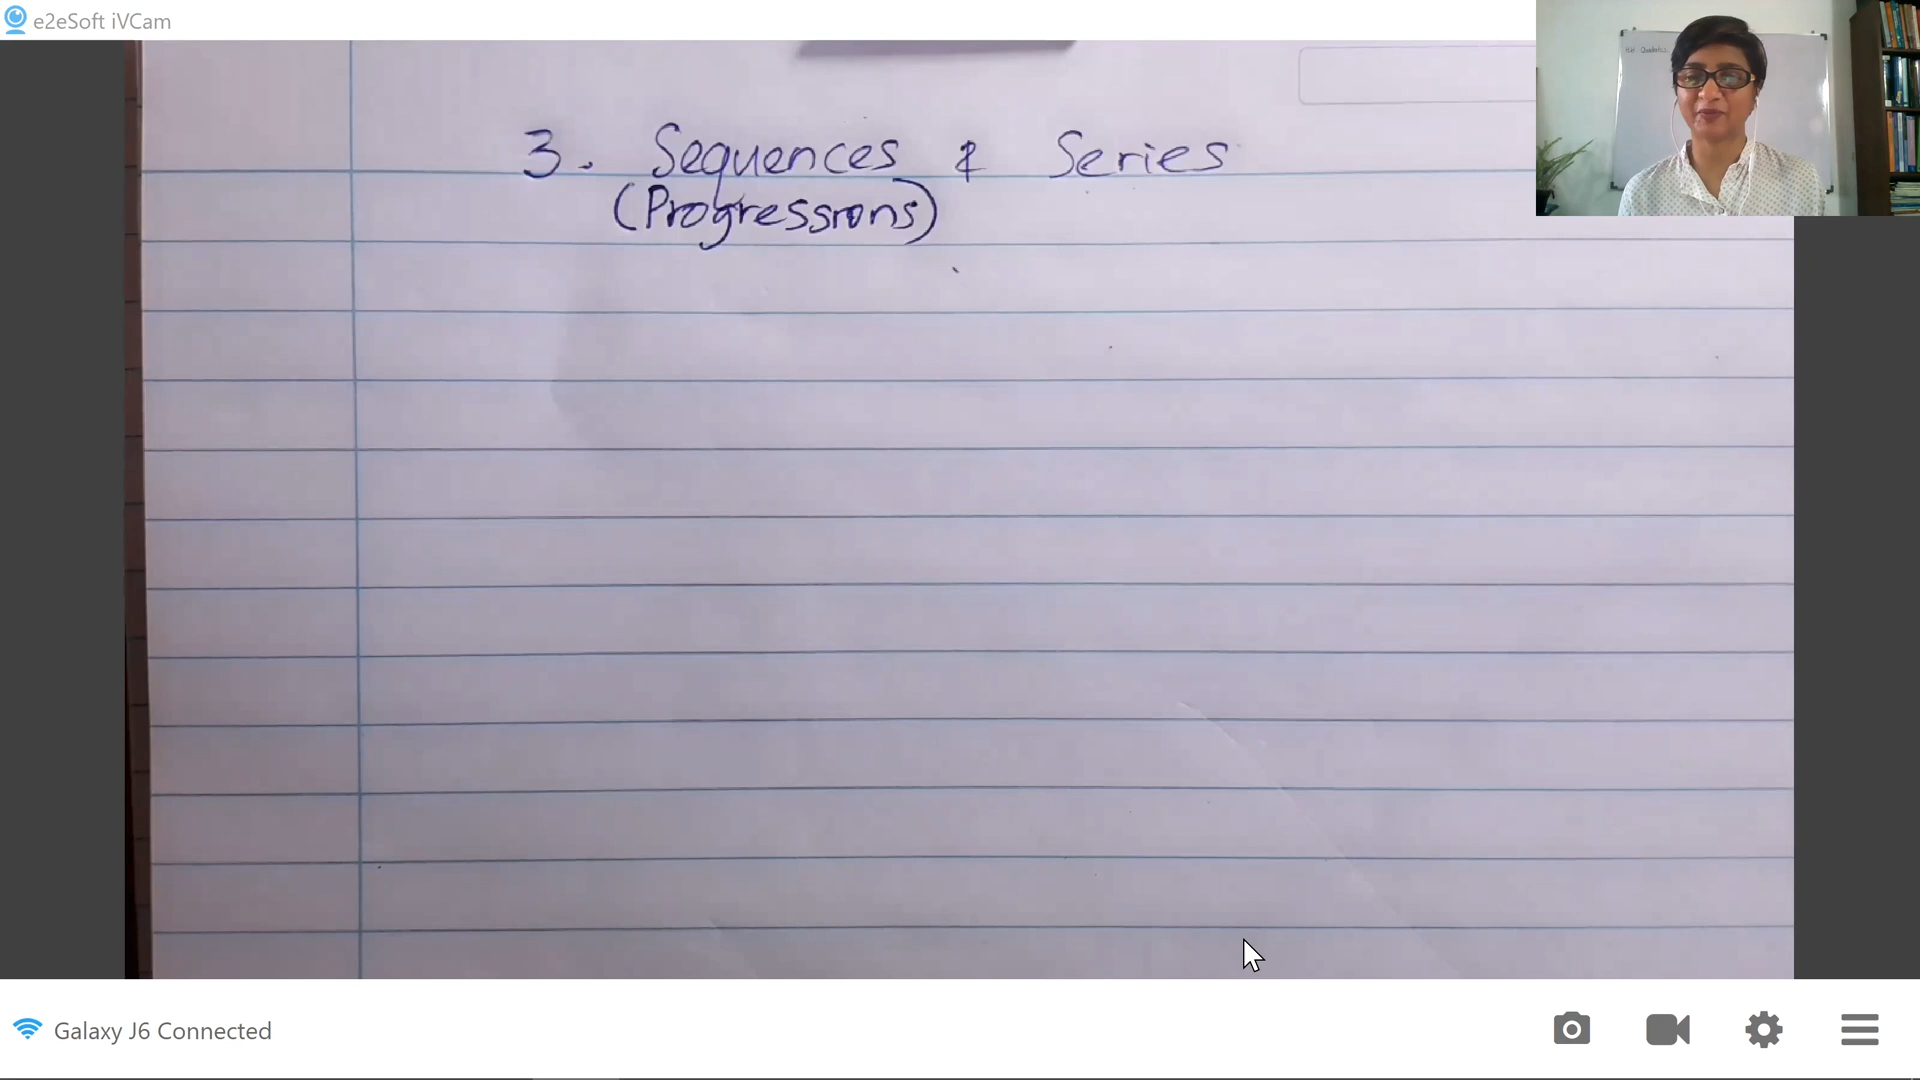 e2eSoft iVCam
3. Sequences & Series
(Progressions)
Galaxy J6 Connected